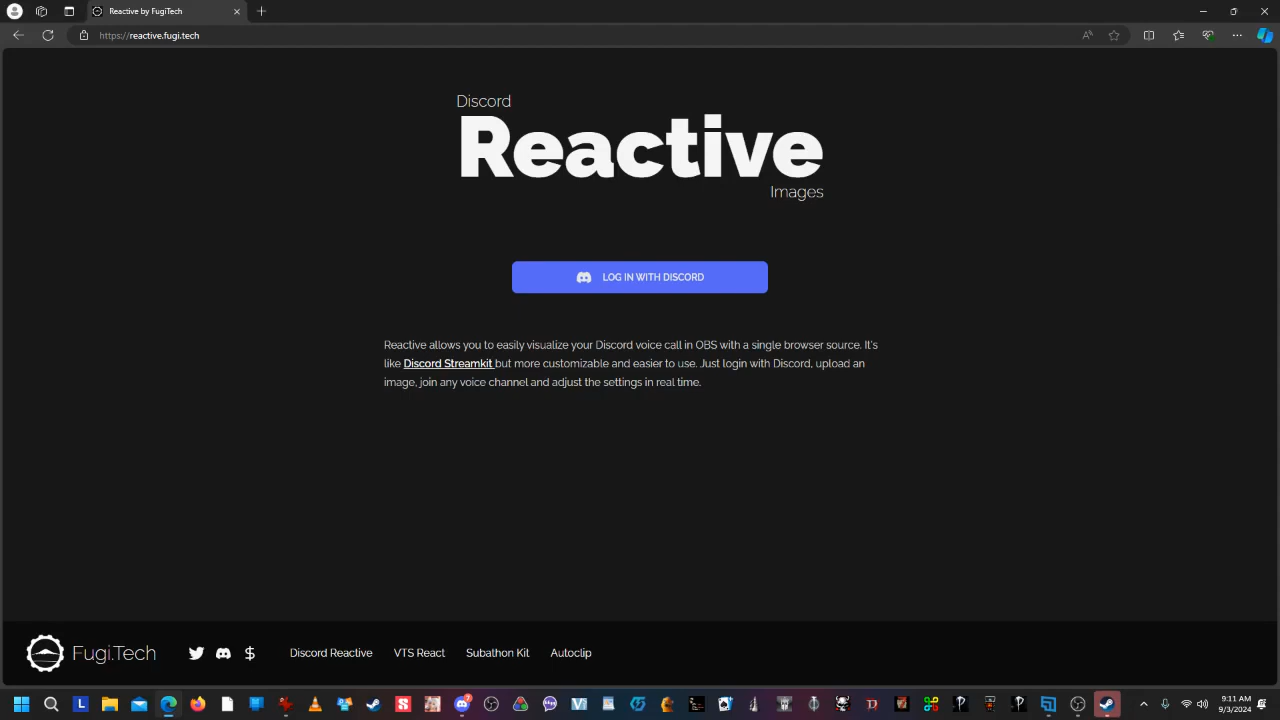 Reactive by FugiTech
https://reactive.fugi.tech
Discord
Reactive
Images
LOG IN WITH DISCORD
Reactive allows you to easily visualize your Discord voice call in OBS with a single browser source. It's
like Discord Streamkit but more customizable and easier to use. Just login with Discord, upload an
image, join any voice channel and adjust the settings in real time.
Fugi.Tech
$
Discord Reactive
VTS React
Subathon Kit
Autoclip
9:11 AM
9/3/2024